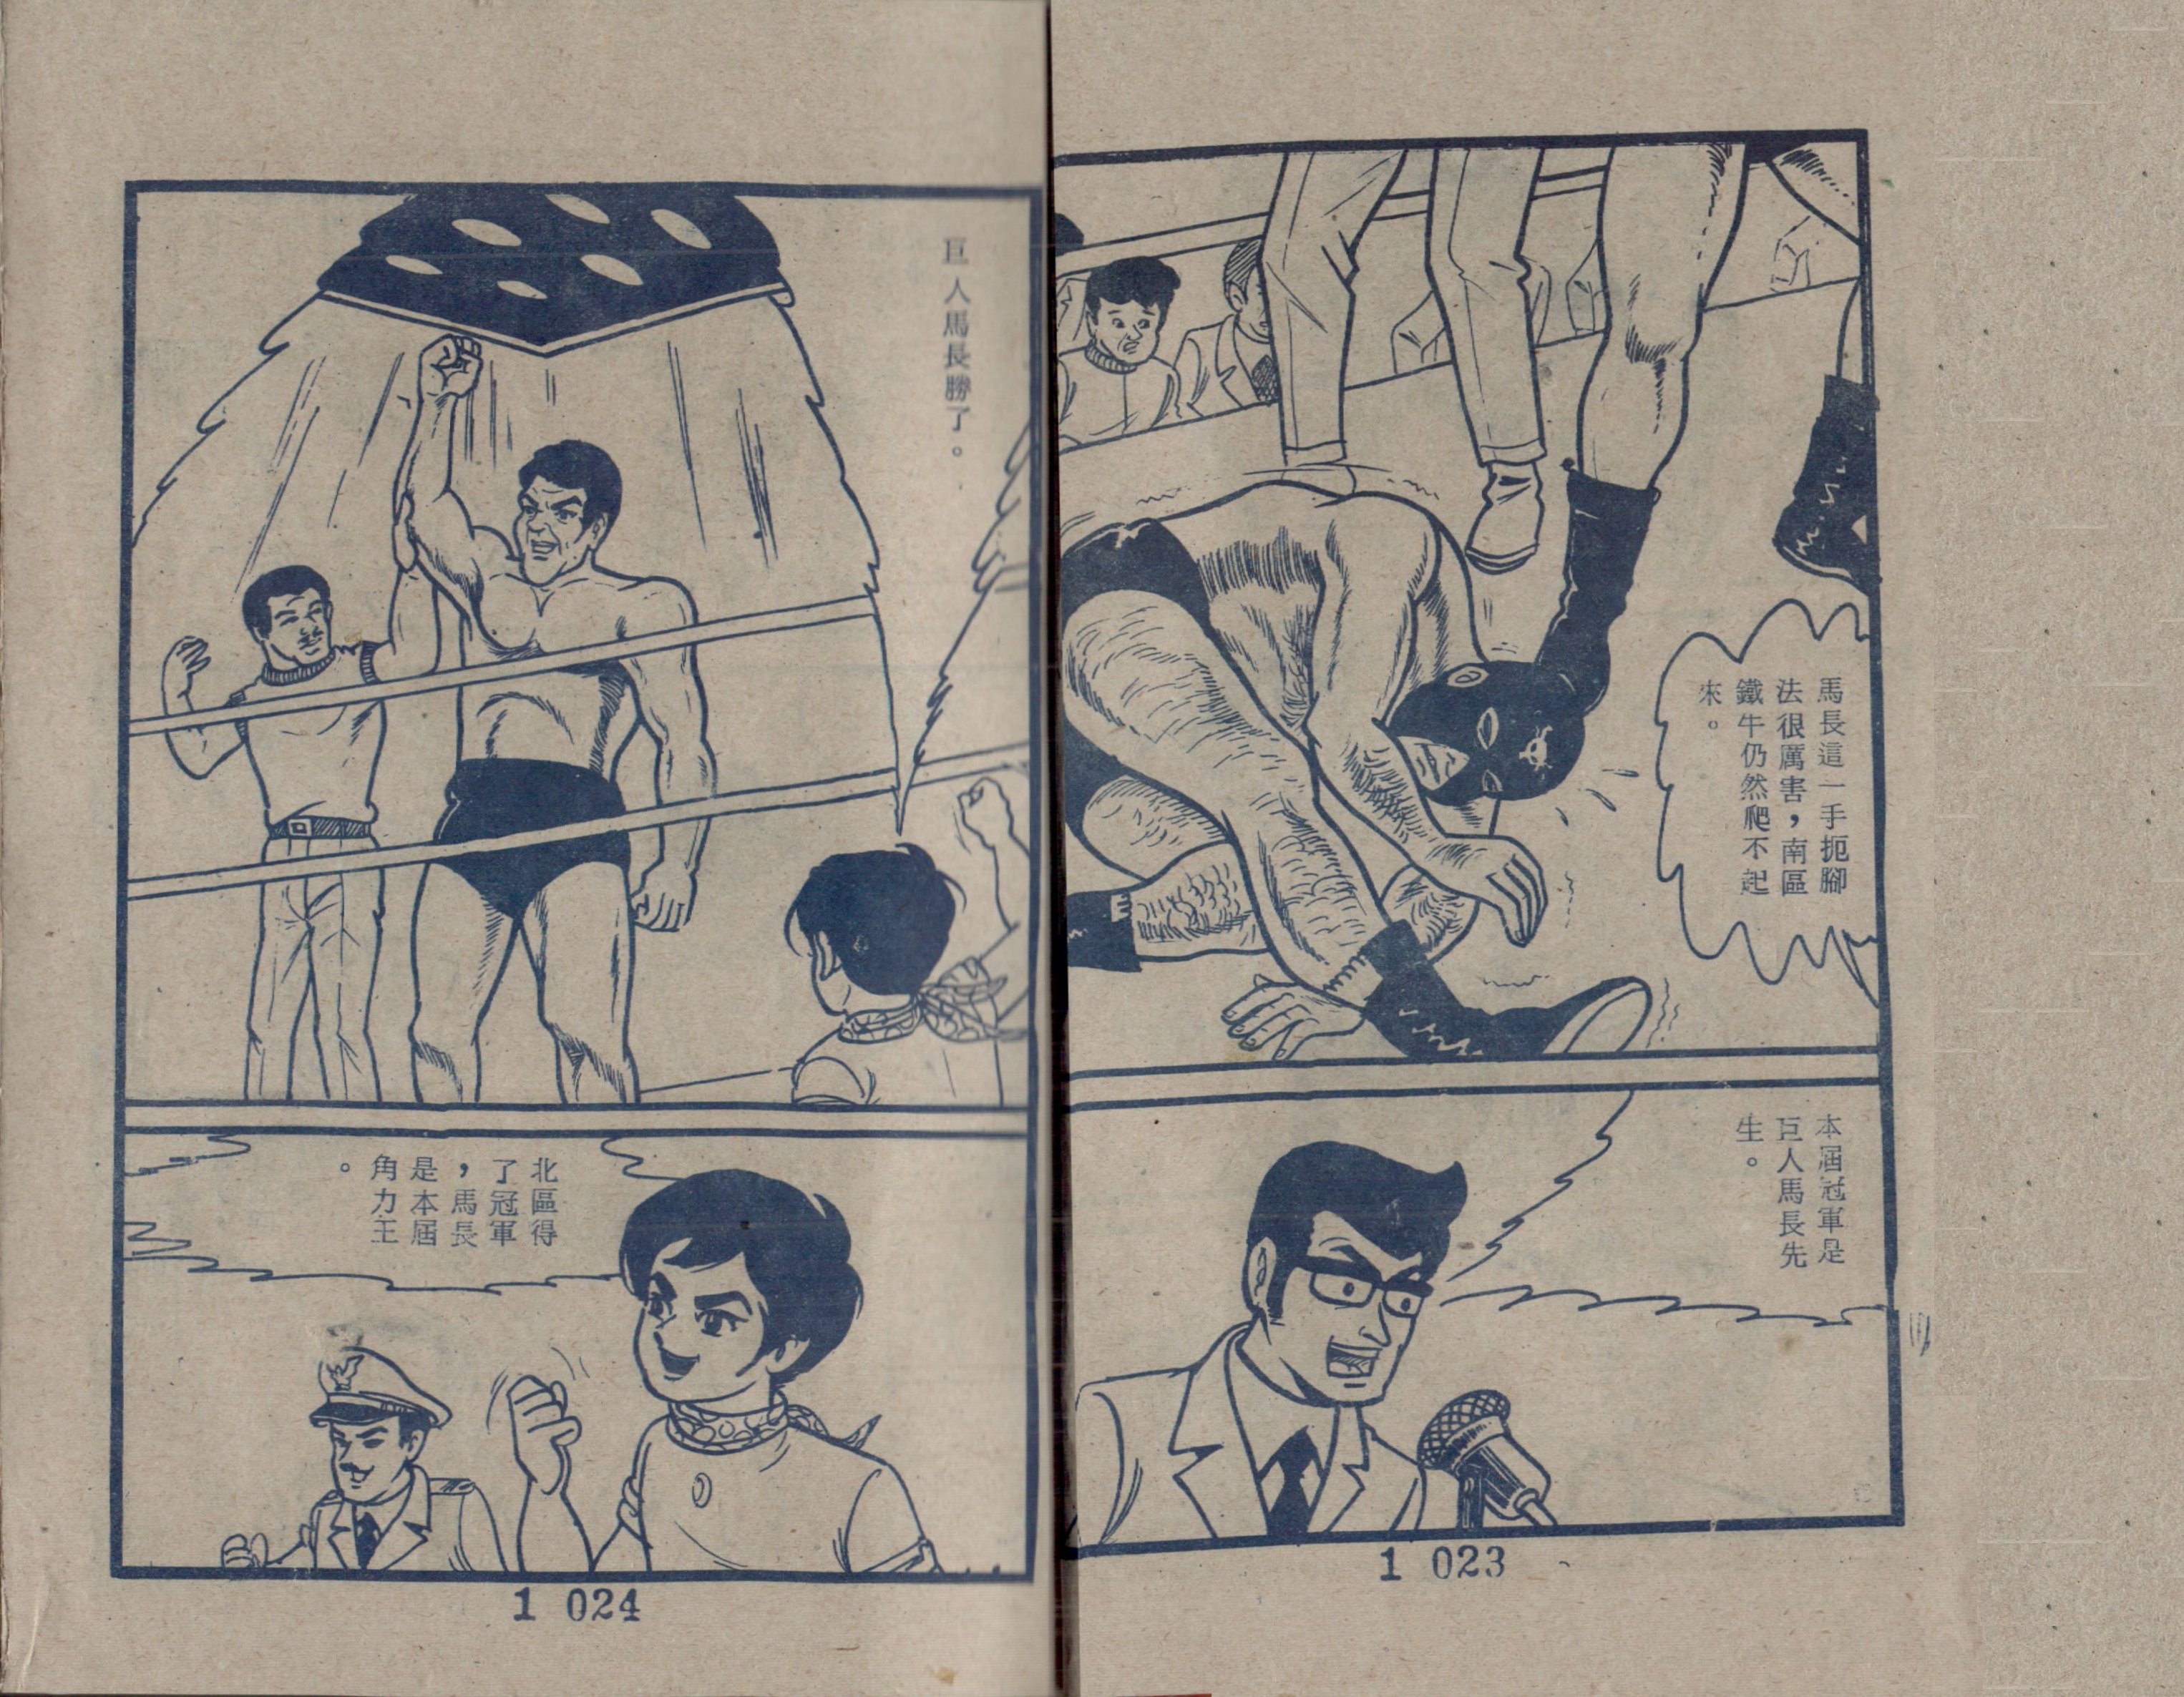 馬長這一手扼腳
法很厲害，南區
鐵牛仍然爬不起
來。
本屆冠軍是
巨人馬長先
生。
1 023
巨人馬長勝了。
北區得
了冠軍
，馬長
是本屆
角力王
。
1 024